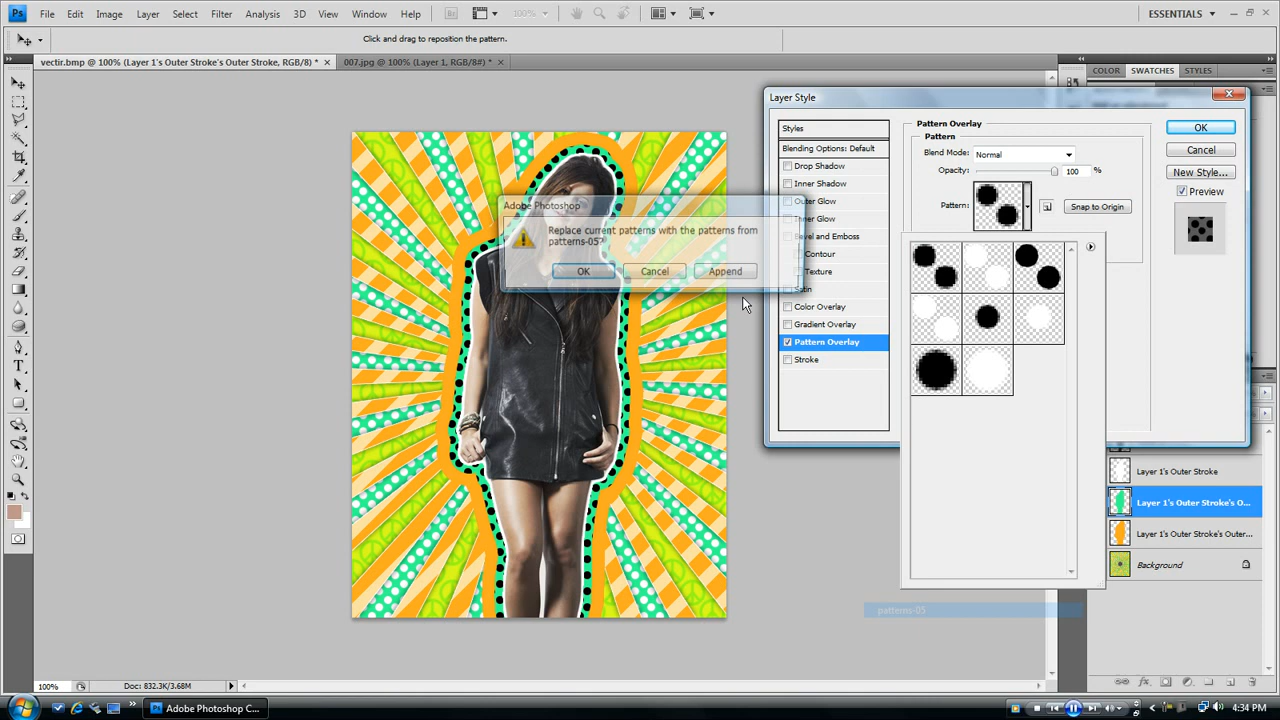 Ps File Edit Image Layer Select Filter Analysis 3D View Window Help Br 100% ESSENTIALS
Click and drag to reposition the pattern.
vectir.bmp @ 100% (Layer 1's Outer Stroke's Outer Stroke, RGB/8) * 007.jpg @ 100% (Layer 1, RGB/8#) *
COLOR SWATCHES STYLES
Layer Style
Styles
Blending Options: Default
Drop Shadow
Inner Shadow
Outer Glow
Inner Glow
Bevel and Emboss
Contour
Texture
Satin
Color Overlay
Gradient Overlay
Pattern Overlay
Stroke
Pattern Overlay
Pattern
Blend Mode: Normal
Opacity: 100 %
Pattern: Snap to Origin
OK
Cancel
New Style...
Preview
Adobe Photoshop
Replace current patterns with the patterns from
patterns-05?
OK Cancel Append
patterns-05
Layer 1's Outer Stroke
Layer 1's Outer Stroke's O...
Layer 1's Outer Stroke's Outer...
Background
100% Doc: 832.3K/3.68M
Adobe Photoshop C...
4:34 PM